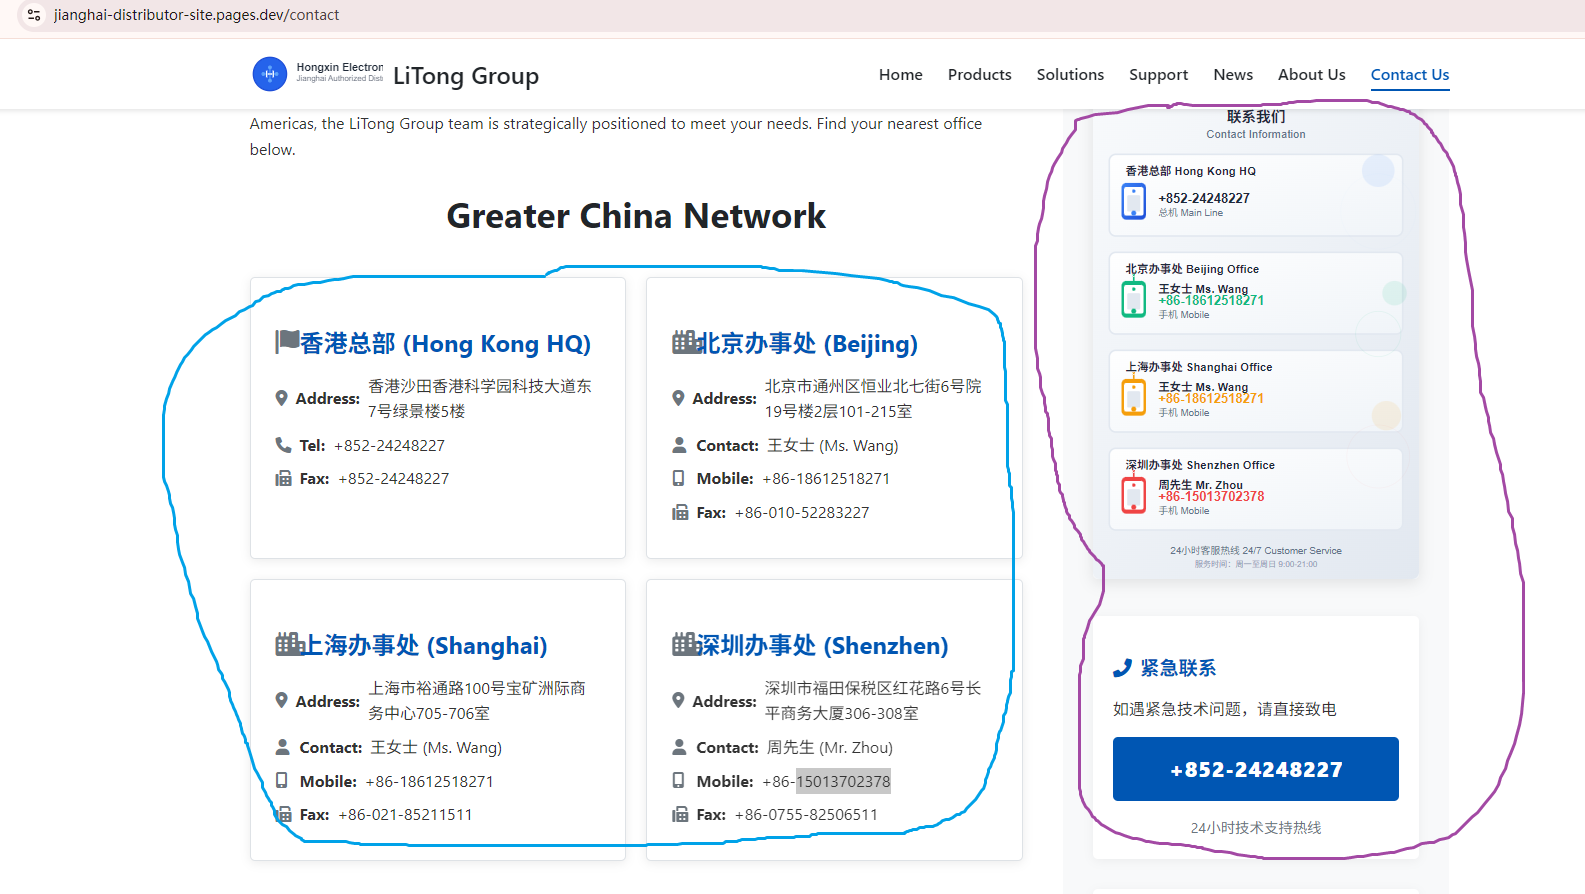 jianghai-distributor-site.pages.dev/contact
Hongxin Electron
Jianghai Authorized Disti
LiTong Group
Home
Products
Solutions
Support
News
About Us
Contact Us
Americas, the LiTong Group team is strategically positioned to meet your needs. Find your nearest office
below.
Greater China Network
香港总部 (Hong Kong HQ)
Address: 香港沙田香港科学园科技大道东
7号绿景楼5楼
Tel: +852-24248227
Fax: +852-24248227
北京办事处 (Beijing)
Address: 北京市通州区恒业北七街6号院
19号楼2层101-215室
Contact: 王女士 (Ms. Wang)
Mobile: +86-18612518271
Fax: +86-010-52283227
上海办事处 (Shanghai)
Address: 上海市裕通路100号宝矿洲际商
务中心705-706室
Contact: 王女士 (Ms. Wang)
Mobile: +86-18612518271
Fax: +86-021-85211511
深圳办事处 (Shenzhen)
Address: 深圳市福田保税区红花路6号长
平商务大厦306-308室
Contact: 周先生 (Mr. Zhou)
Mobile: +86-15013702378
Fax: +86-0755-82506511
联系我们
Contact Information
香港总部 Hong Kong HQ
+852-24248227
总机 Main Line
北京办事处 Beijing Office
王女士 Ms. Wang
+86-18612518271
手机 Mobile
上海办事处 Shanghai Office
王女士 Ms. Wang
+86-18612518271
手机 Mobile
深圳办事处 Shenzhen Office
周先生 Mr. Zhou
+86-15013702378
手机 Mobile
24小时客服热线 24/7 Customer Service
服务时间：周一至周日 9:00-21:00
紧急联系
如遇紧急技术问题，请直接致电
+852-24248227
24小时技术支持热线